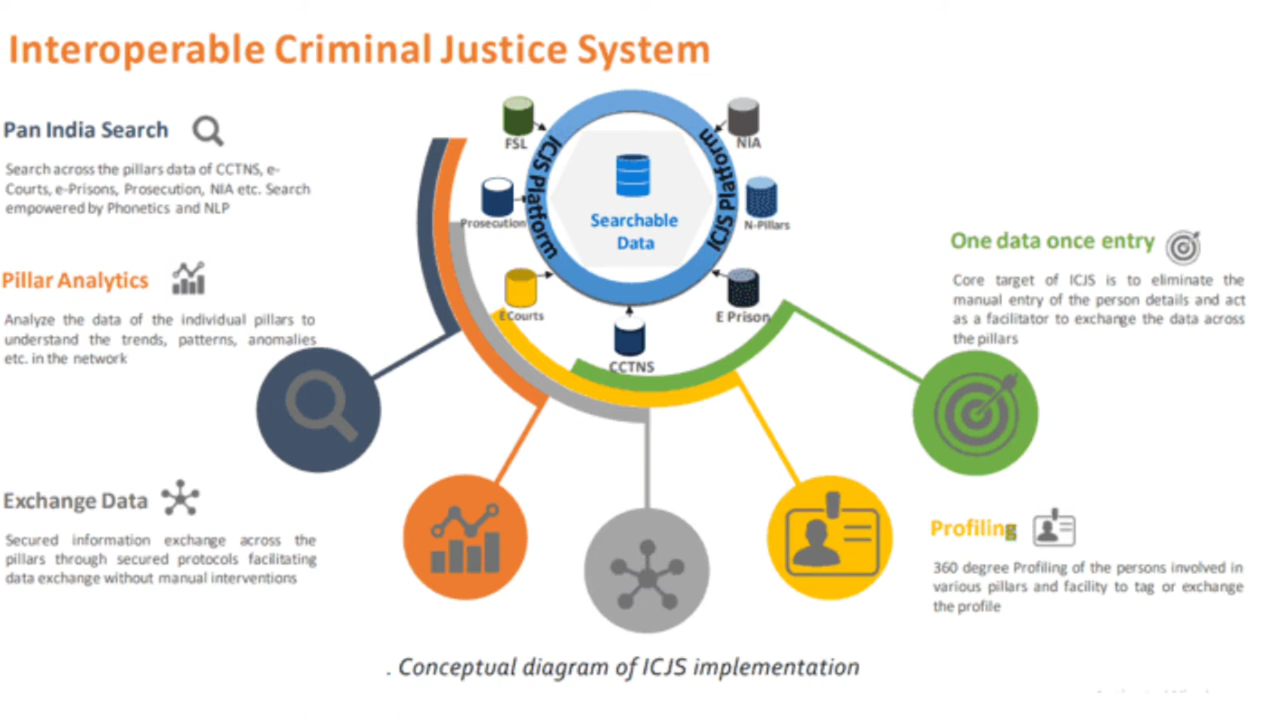 Interoperable Criminal Justice System
Pan India Search
Search across the pillars data of CCTNS, e-
Courts, e-Prisons, Prosecution, NIA etc. Search
empowered by Phonetics and NLP
Pillar Analytics
Analyze the data of the individual pillars to
understand the trends, patterns, anomalies
etc. in the network
Exchange Data
Secured information exchange across the
pillars through secured protocols facilitating
data exchange without manual interventions
FSL
NIA
ICJS Platform
ICJS Platform
Searchable
Data
Prosecution
N-Pillars
ECourts
E Prison
CCTNS
One data once entry
Core target of ICJS is to eliminate the
manual entry of the person details and act
as a facilitator to exchange the data across
the pillars
Profiling
360 degree Profiling of the persons involved in
various pillars and facility to tag or exchange
the profile
. Conceptual diagram of ICJS implementation